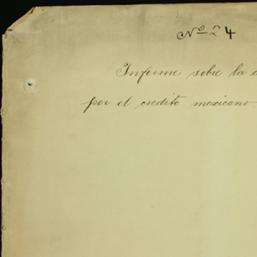 Nº 24
Informe sobre la
por el credito mexicano